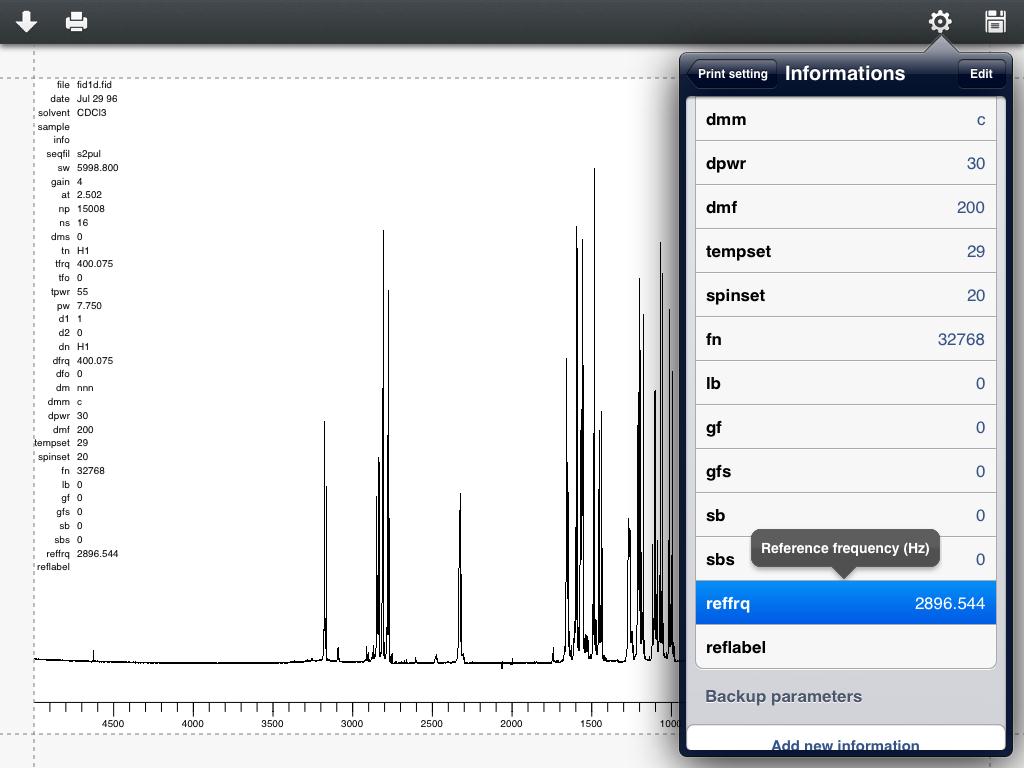 Print setting Informations Edit
file fid1d.fid
date Jul 29 96
solvent CDCl3
sample
info
seqfil s2pul
sw 5998.800
gain 4
at 2.502
np 15008
ns 16
dms 0
tn H1
tfrq 400.075
tfo 0
tpwr 55
pw 7.750
d1 1
d2 0
dn H1
dfrq 400.075
dfo 0
dm nnn
dmm c
dpwr 30
dmf 200
tempset 29
spinset 20
fn 32768
lb 0
gf 0
gfs 0
sb 0
sbs 0
reffrq 2896.544
reflabel
4500 4000 3500 3000 2500 2000 1500 1000
dmm c
dpwr 30
dmf 200
tempset 29
spinset 20
fn 32768
lb 0
gf 0
gfs 0
sb 0
Reference frequency (Hz)
sbs 0
reffrq 2896.544
reflabel
Backup parameters
Add new information